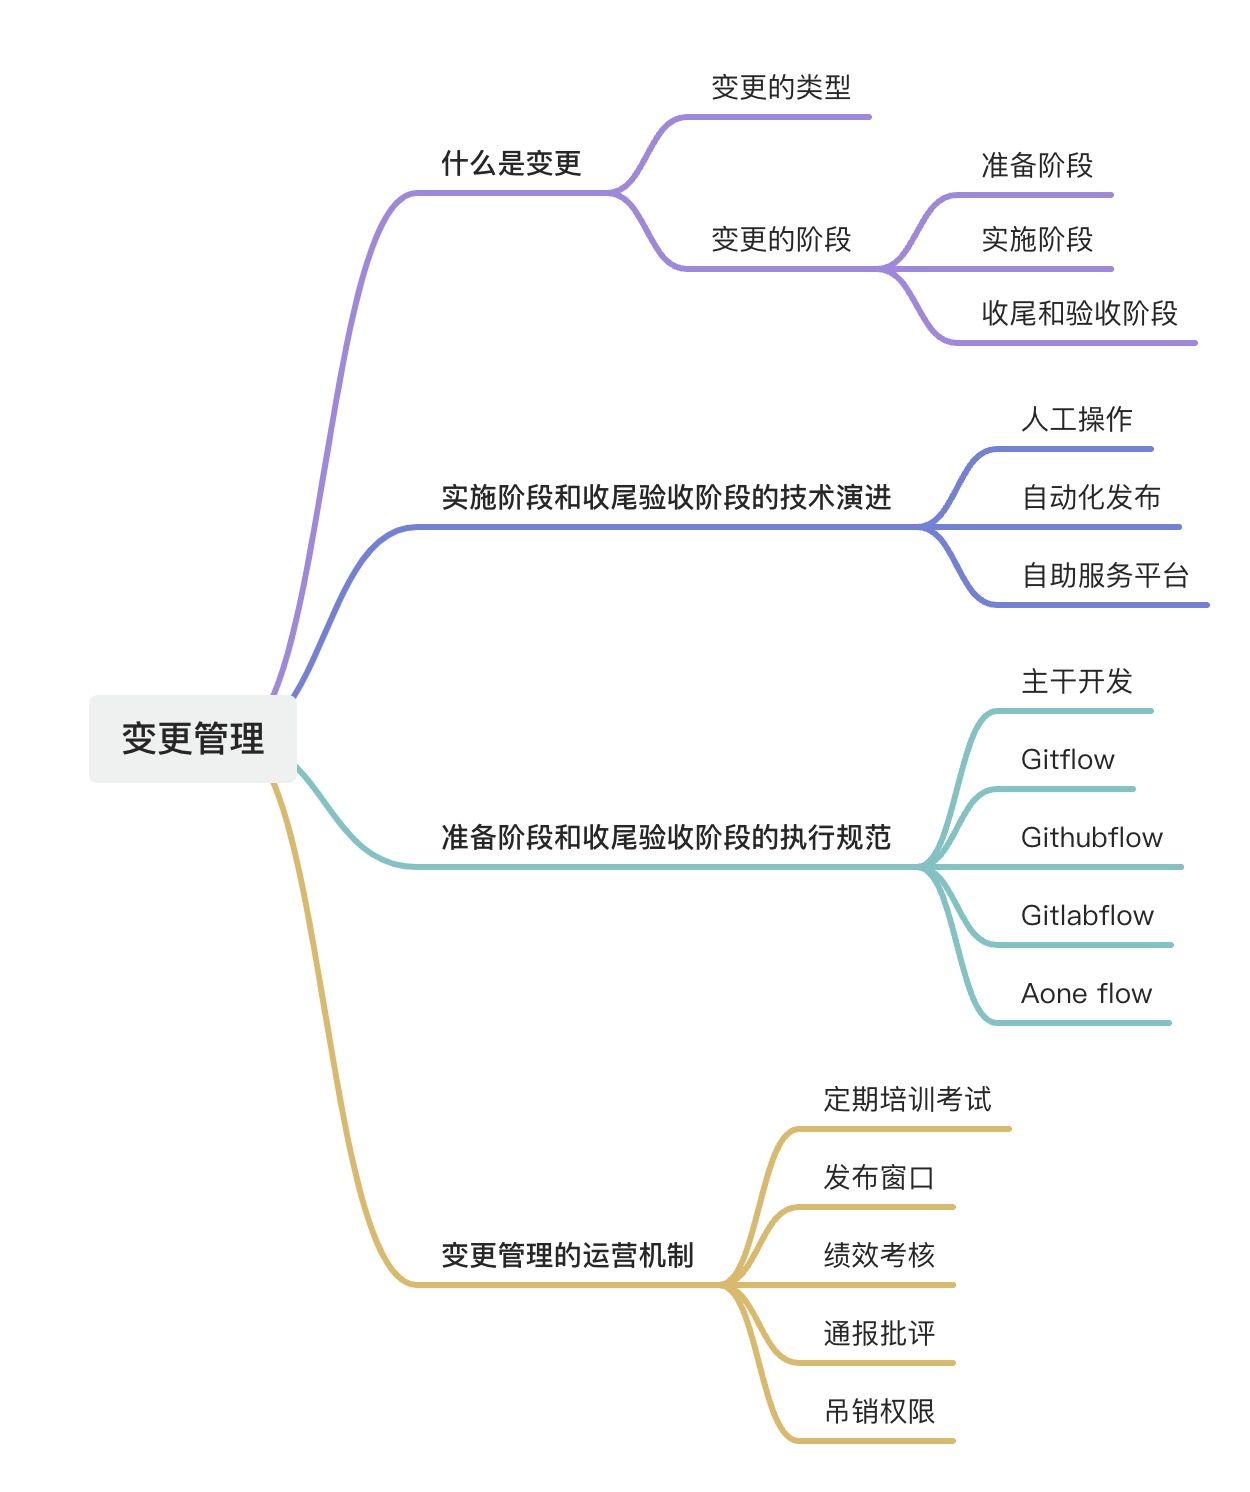 变更管理
什么是变更
变更的类型
变更的阶段
准备阶段
实施阶段
收尾和验收阶段
实施阶段和收尾验收阶段的技术演进
人工操作
自动化发布
自助服务平台
准备阶段和收尾验收阶段的执行规范
主干开发
Gitflow
Githubflow
Gitlabflow
Aone flow
变更管理的运营机制
定期培训考试
发布窗口
绩效考核
通报批评
吊销权限